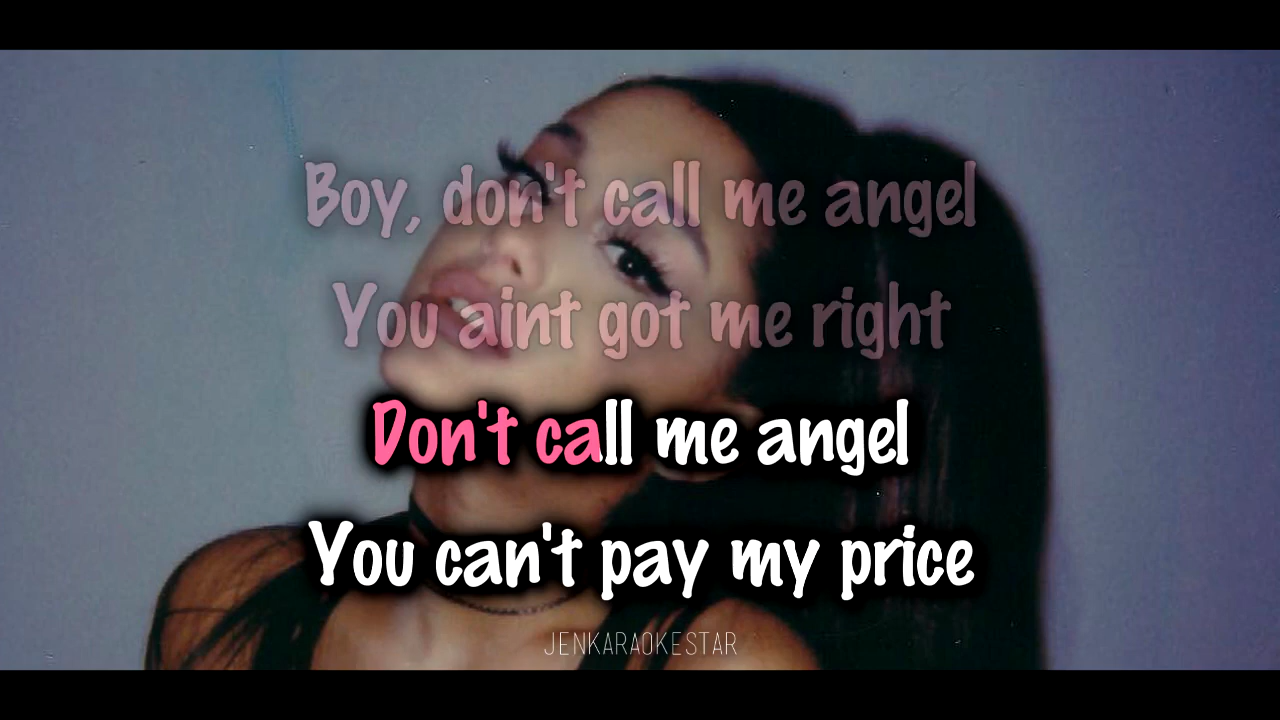 Boy, don't call me angel
You aint got me right
Don't call me angel
You can't pay my price
JENKARAOKESTAR